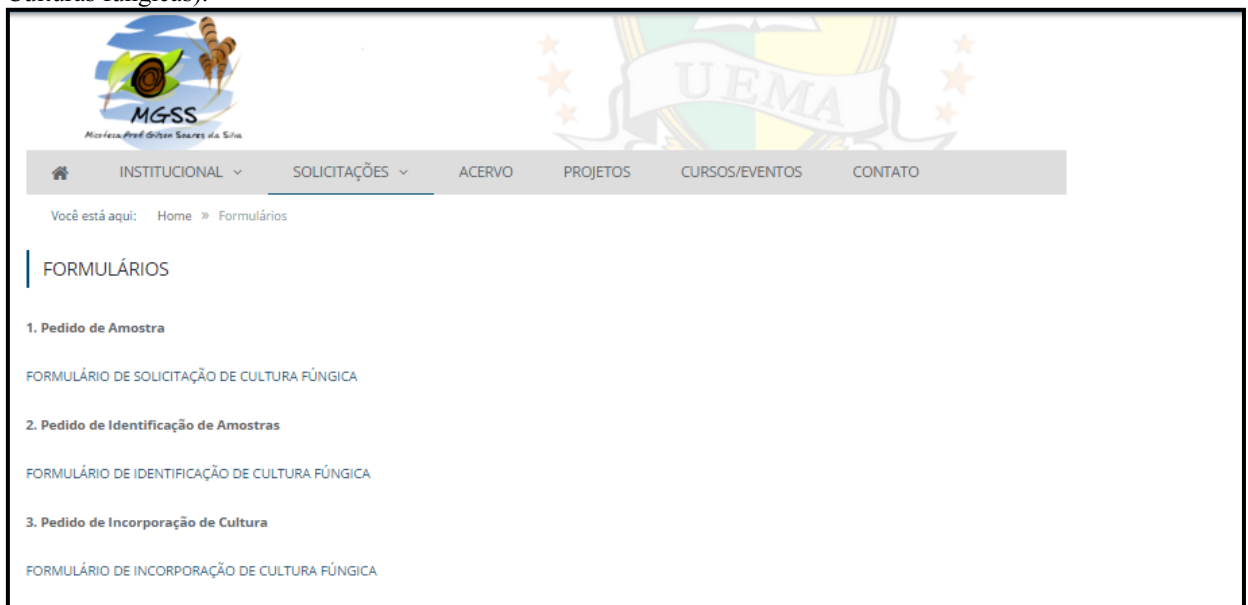 Culturas fúngicas).
UEMA
MGSS
Micoteca Prof Gilson Soares da Silva
INSTITUCIONAL
SOLICITAÇÕES
ACERVO
PROJETOS
CURSOS/EVENTOS
CONTATO
Você está aqui: Home » Formulários
FORMULÁRIOS
1. Pedido de Amostra
FORMULÁRIO DE SOLICITAÇÃO DE CULTURA FÚNGICA
2. Pedido de Identificação de Amostras
FORMULÁRIO DE IDENTIFICAÇÃO DE CULTURA FÚNGICA
3. Pedido de Incorporação de Cultura
FORMULÁRIO DE INCORPORAÇÃO DE CULTURA FÚNGICA